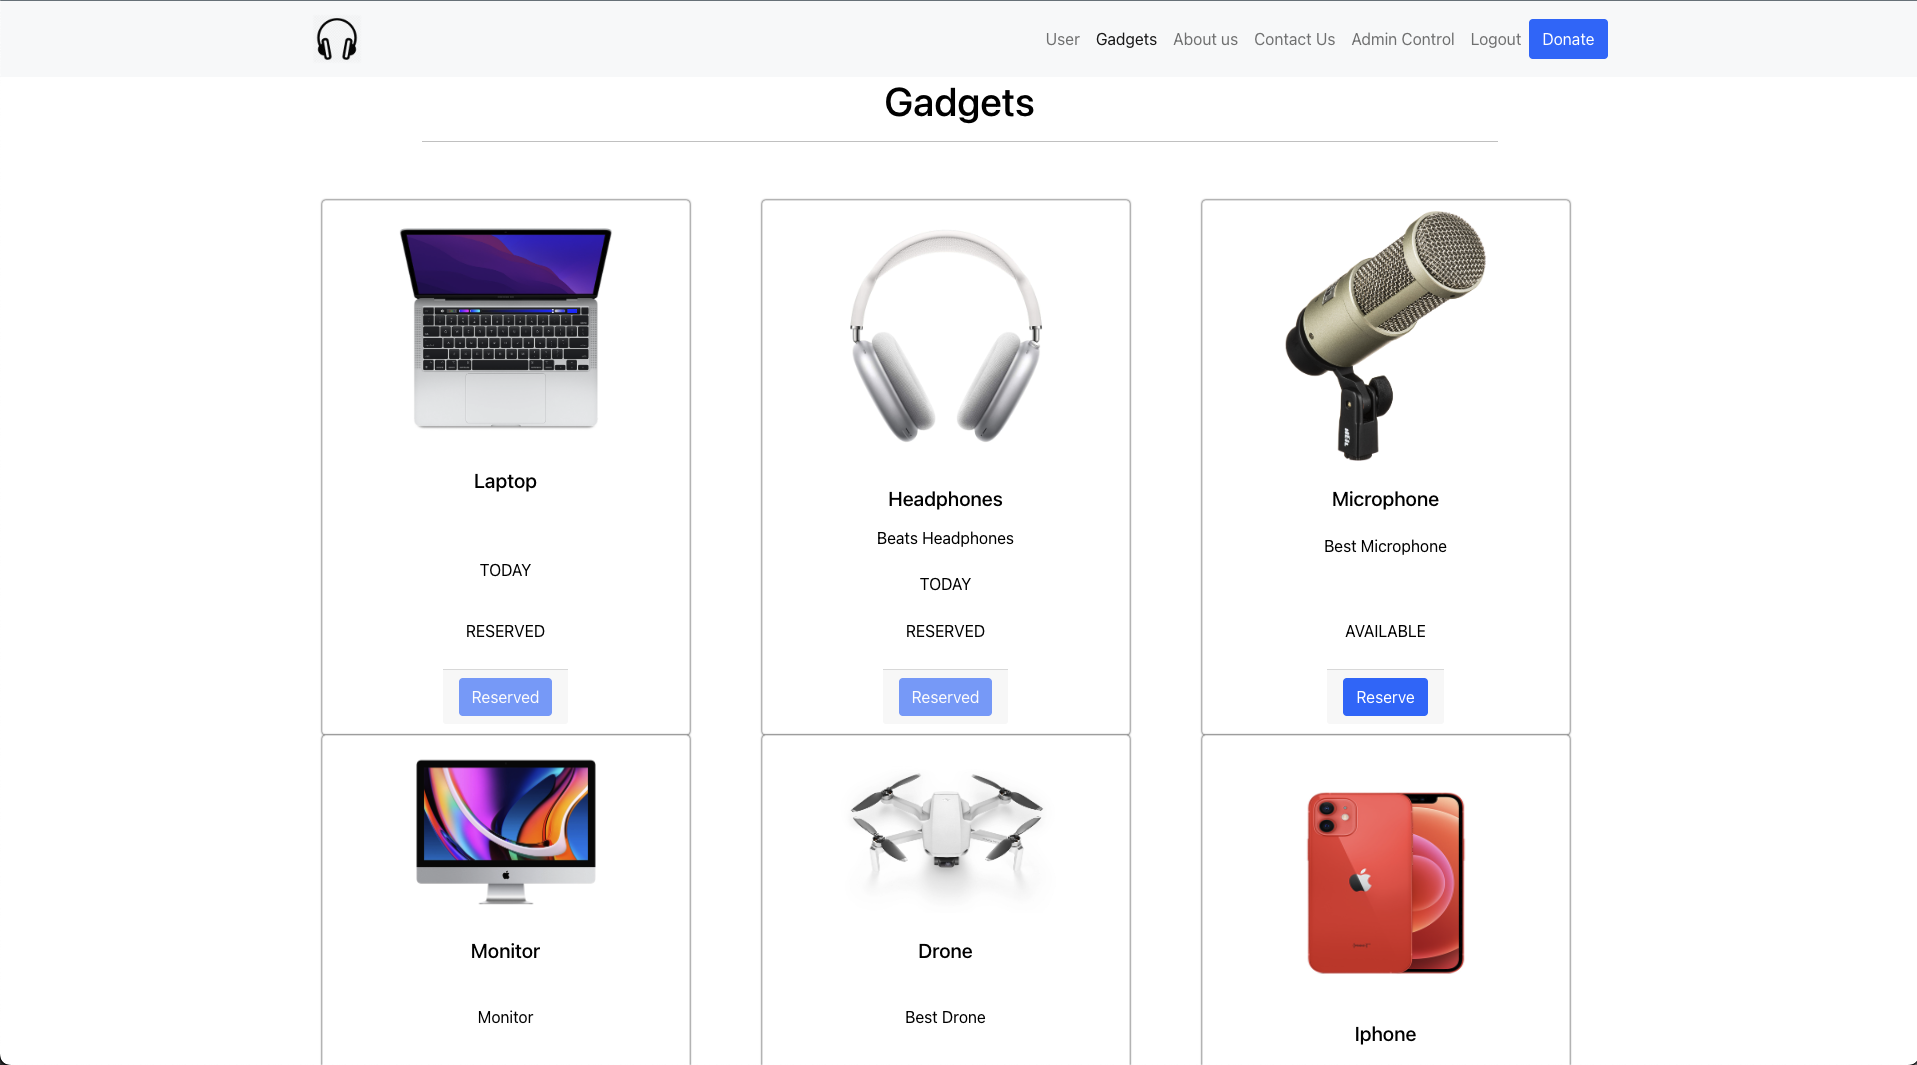 User Gadgets About us Contact Us Admin Control Logout Donate
Gadgets
Laptop
TODAY
RESERVED
Reserved
Headphones
Beats Headphones
TODAY
RESERVED
Reserved
Microphone
Best Microphone
AVAILABLE
Reserve
Monitor
Monitor
Drone
Best Drone
Iphone